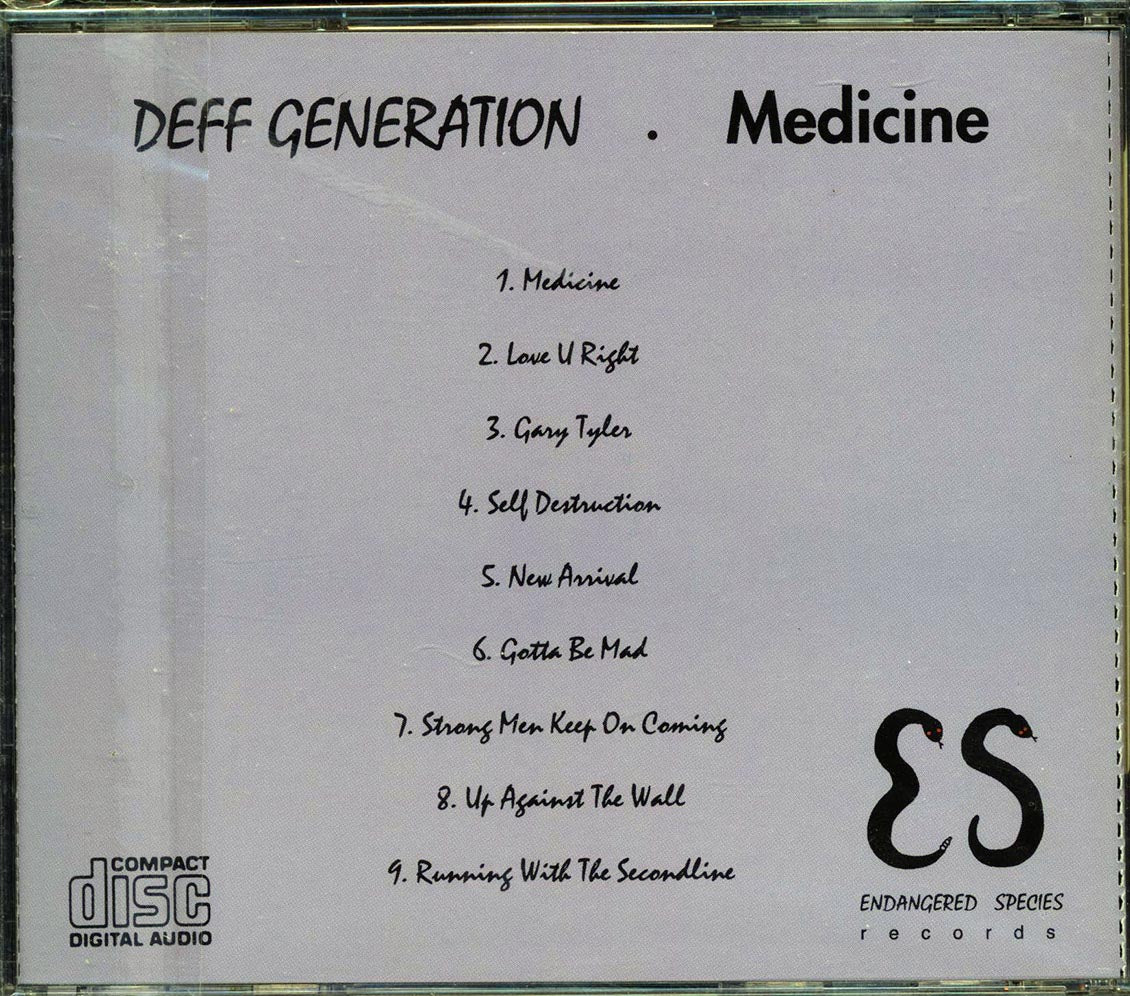 DEFF GENERATION . Medicine
1. Medicine
2. Love U Right
3. Gary Tyler
4. Self Destruction
5. New Arrival
6. Gotta Be Mad
7. Strong Men Keep On Coming
8. Up Against The Wall
9. Running With The Secondline
COMPACT
disc
DIGITAL AUDIO
ES
ENDANGERED SPECIES
records